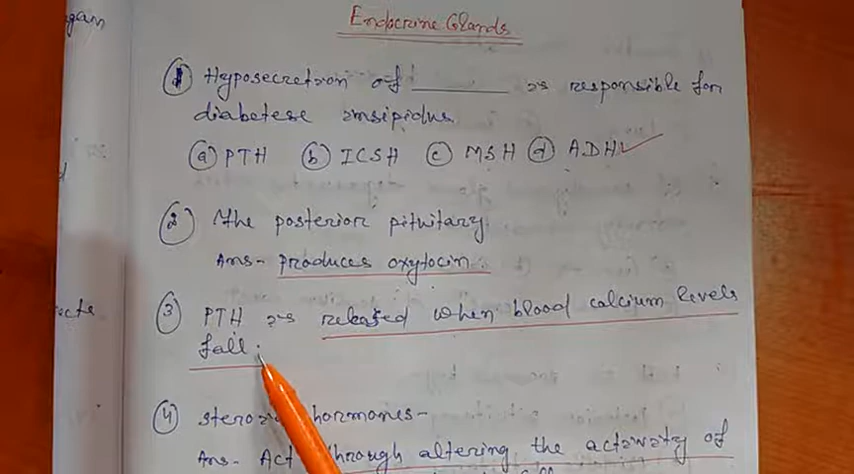 Endocrine Glands
gan
① Hyposecretion of ________ is responsible for
diabetese insipidus.
ⓐ PTH ⓑ ICSH ⓒ MSH ⓓ ADH ✓
② The posterior pituitary.
Ans- produces oxytocin.
③ PTH is released when blood calcium levels
fall.
④ steroid hormones-
Ans- Act through altering the activity of